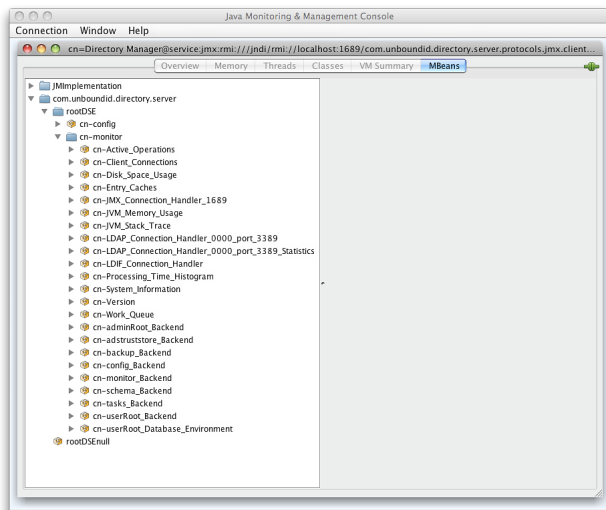 Java Monitoring & Management Console
Connection Window Help
cn=Directory Manager@service:jmx:rmi:///jndi/rmi://localhost:1689/com.unboundid.directory.server.protocols.jmx.client...
Overview Memory Threads Classes VM Summary MBeans
JMImplementation
com.unboundid.directory.server
rootDSE
cn-config
cn-monitor
cn-Active_Operations
cn-Client_Connections
cn-Disk_Space_Usage
cn-Entry_Caches
cn-JMX_Connection_Handler_1689
cn-JVM_Memory_Usage
cn-JVM_Stack_Trace
cn-LDAP_Connection_Handler_0000_port_3389
cn-LDAP_Connection_Handler_0000_port_3389_Statistics
cn-LDIF_Connection_Handler
cn-Processing_Time_Histogram
cn-System_Information
cn-Version
cn-Work_Queue
cn-adminRoot_Backend
cn-adstruststore_Backend
cn-backup_Backend
cn-config_Backend
cn-monitor_Backend
cn-schema_Backend
cn-tasks_Backend
cn-userRoot_Backend
cn-userRoot_Database_Environment
rootDSEnull